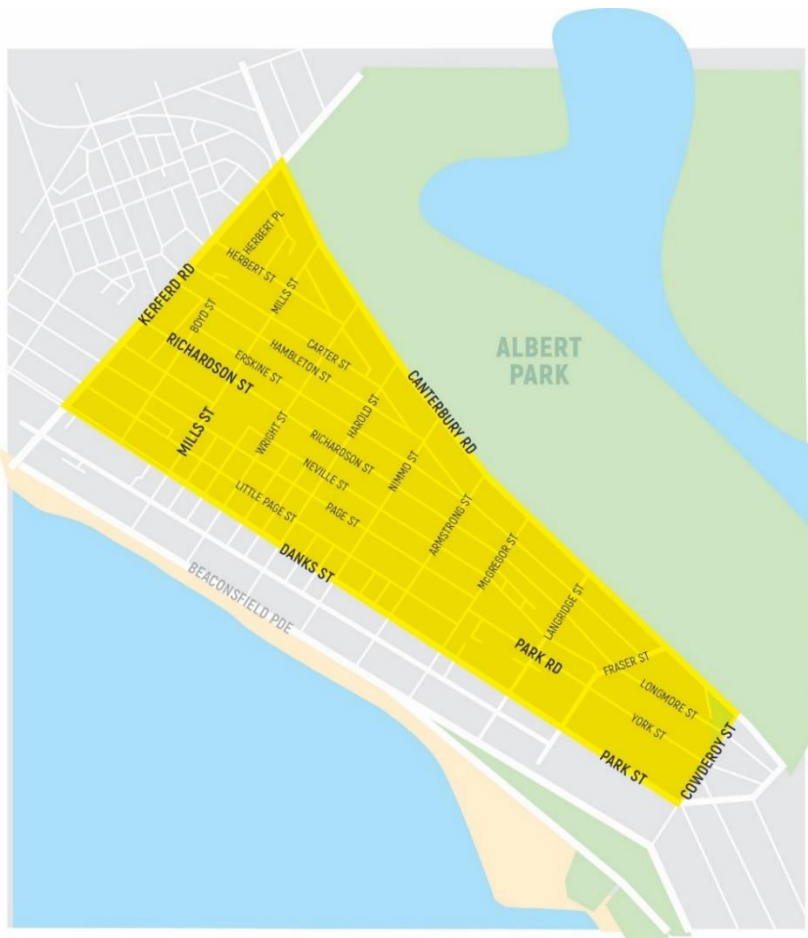 HERBERT PL
HERBERT ST
KERFERD RD
MILLS ST
BOYD ST
CARTER ST
HAMBLETON ST
RICHARDSON ST
ERSKINE ST
ALBERT
PARK
CANTERBURY RD
HAROLD ST
MILLS ST
WRIGHT ST
RICHARDSON ST
NIMMO ST
NEVILLE ST
LITTLE PAGE ST
PAGE ST
ARMSTRONG ST
DANKS ST
McGREGOR ST
BEACONSFIELD PDE
LANGRIDGE ST
PARK RD
FRASER ST
LONGMORE ST
YORK ST
COWDEROY ST
PARK ST